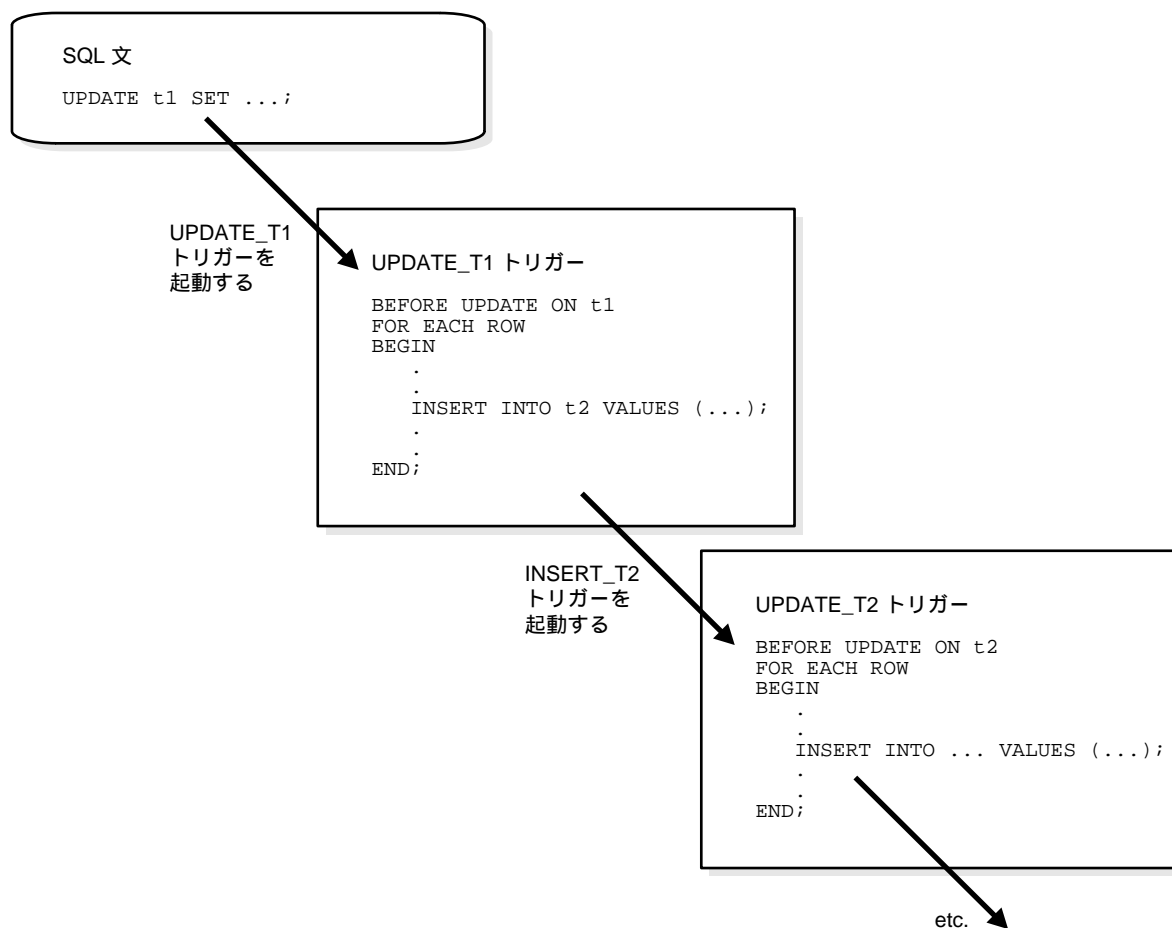 SQL 文
UPDATE t1 SET ...;
UPDATE_T1
トリガーを
起動する
UPDATE_T1 トリガー
BEFORE UPDATE ON t1
FOR EACH ROW
BEGIN
.
.
INSERT INTO t2 VALUES (...);
.
.
END;
INSERT_T2
トリガーを
起動する
UPDATE_T2 トリガー
BEFORE UPDATE ON t2
FOR EACH ROW
BEGIN
.
.
INSERT INTO ... VALUES (...);
.
.
END;
etc.